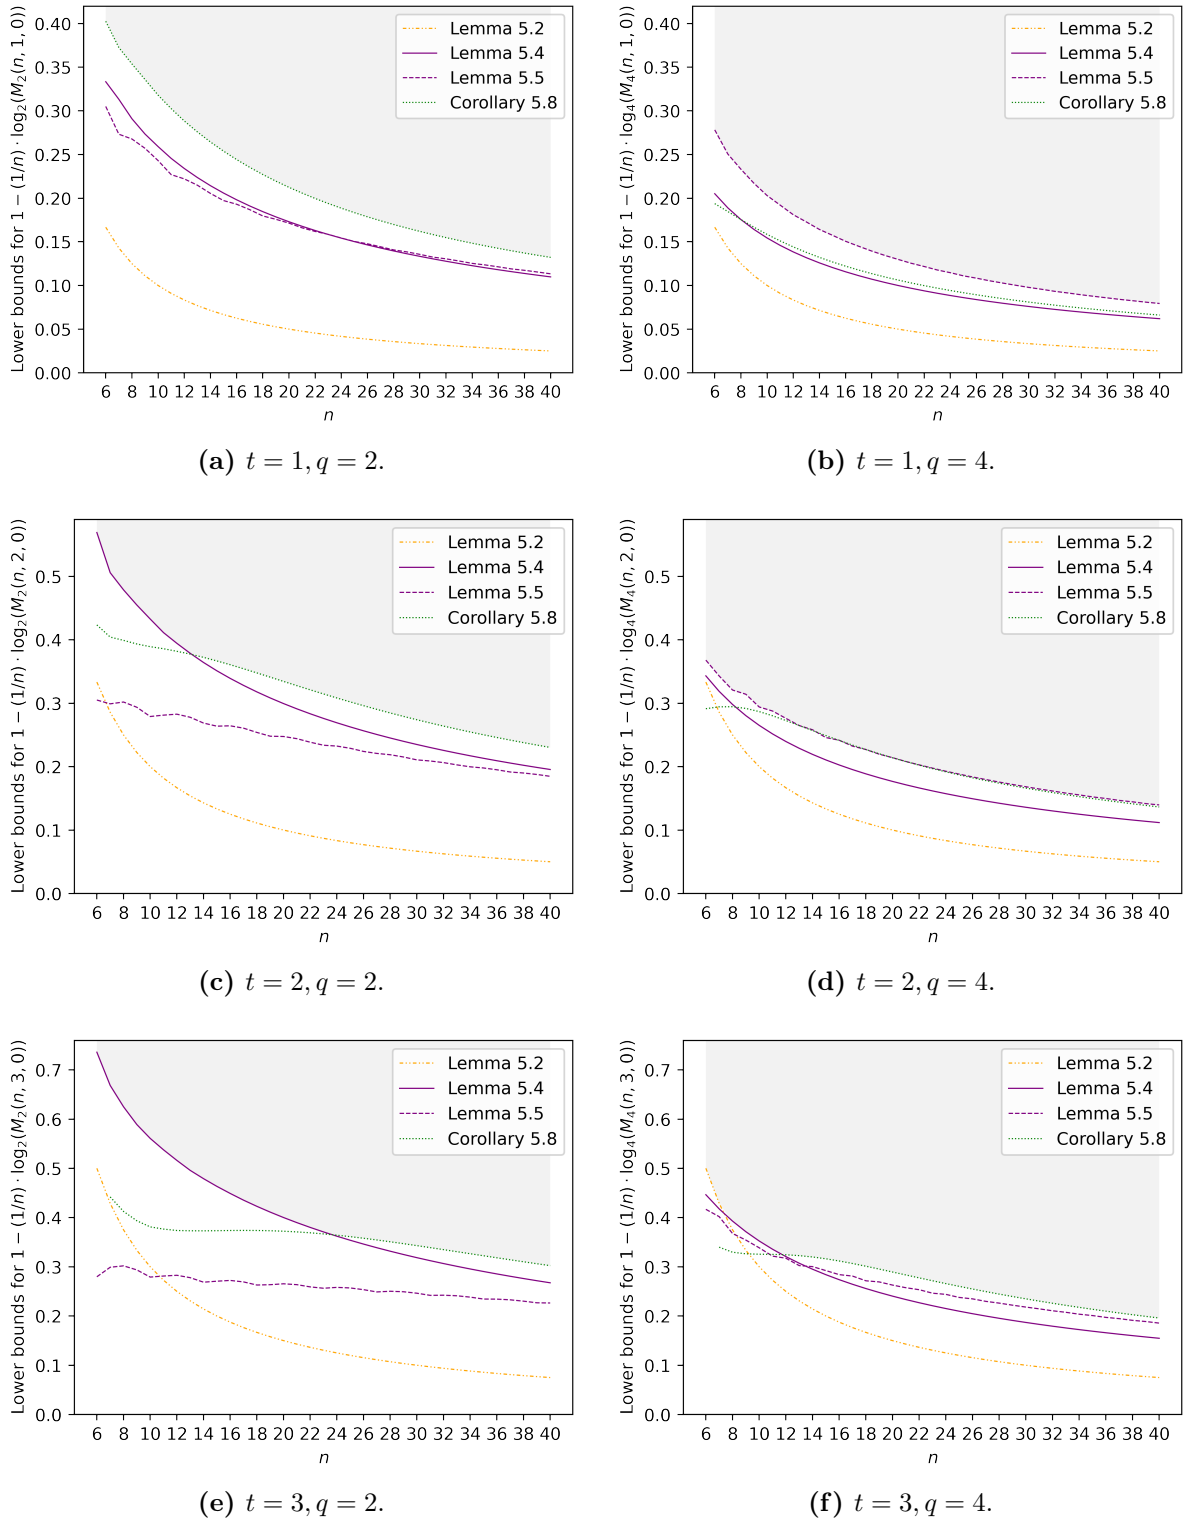 Lower bounds for 1 − (1/n) · log₂(M₂(n, 1, 0))
0.40
0.35
0.30
0.25
0.20
0.15
0.10
0.05
0.00
Lemma 5.2
Lemma 5.4
Lemma 5.5
Corollary 5.8
6 8 10 12 14 16 18 20 22 24 26 28 30 32 34 36 38 40
n
(a) t = 1, q = 2.
Lower bounds for 1 − (1/n) · log₄(M₄(n, 1, 0))
0.40
0.35
0.30
0.25
0.20
0.15
0.10
0.05
0.00
Lemma 5.2
Lemma 5.4
Lemma 5.5
Corollary 5.8
6 8 10 12 14 16 18 20 22 24 26 28 30 32 34 36 38 40
n
(b) t = 1, q = 4.
Lower bounds for 1 − (1/n) · log₂(M₂(n, 2, 0))
0.5
0.4
0.3
0.2
0.1
0.0
Lemma 5.2
Lemma 5.4
Lemma 5.5
Corollary 5.8
6 8 10 12 14 16 18 20 22 24 26 28 30 32 34 36 38 40
n
(c) t = 2, q = 2.
Lower bounds for 1 − (1/n) · log₄(M₄(n, 2, 0))
0.5
0.4
0.3
0.2
0.1
0.0
Lemma 5.2
Lemma 5.4
Lemma 5.5
Corollary 5.8
6 8 10 12 14 16 18 20 22 24 26 28 30 32 34 36 38 40
n
(d) t = 2, q = 4.
Lower bounds for 1 − (1/n) · log₂(M₂(n, 3, 0))
0.7
0.6
0.5
0.4
0.3
0.2
0.1
0.0
Lemma 5.2
Lemma 5.4
Lemma 5.5
Corollary 5.8
6 8 10 12 14 16 18 20 22 24 26 28 30 32 34 36 38 40
n
(e) t = 3, q = 2.
Lower bounds for 1 − (1/n) · log₄(M₄(n, 3, 0))
0.7
0.6
0.5
0.4
0.3
0.2
0.1
0.0
Lemma 5.2
Lemma 5.4
Lemma 5.5
Corollary 5.8
6 8 10 12 14 16 18 20 22 24 26 28 30 32 34 36 38 40
n
(f) t = 3, q = 4.